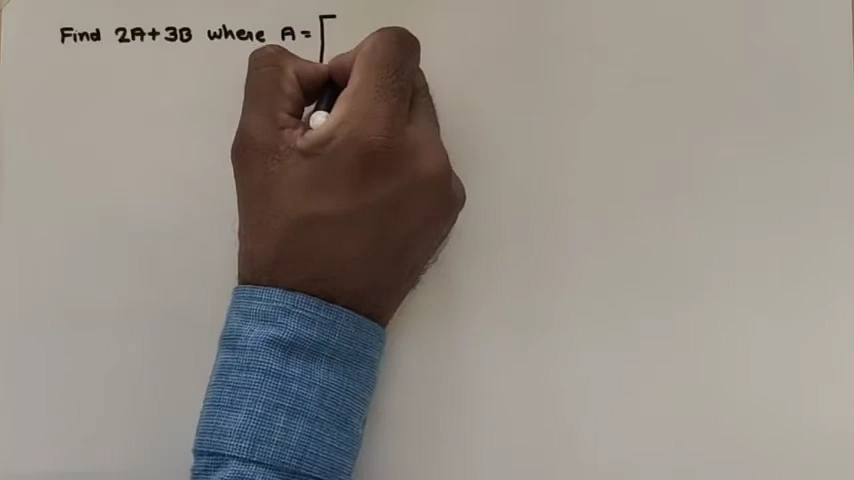 Find 2A+3B where A = [